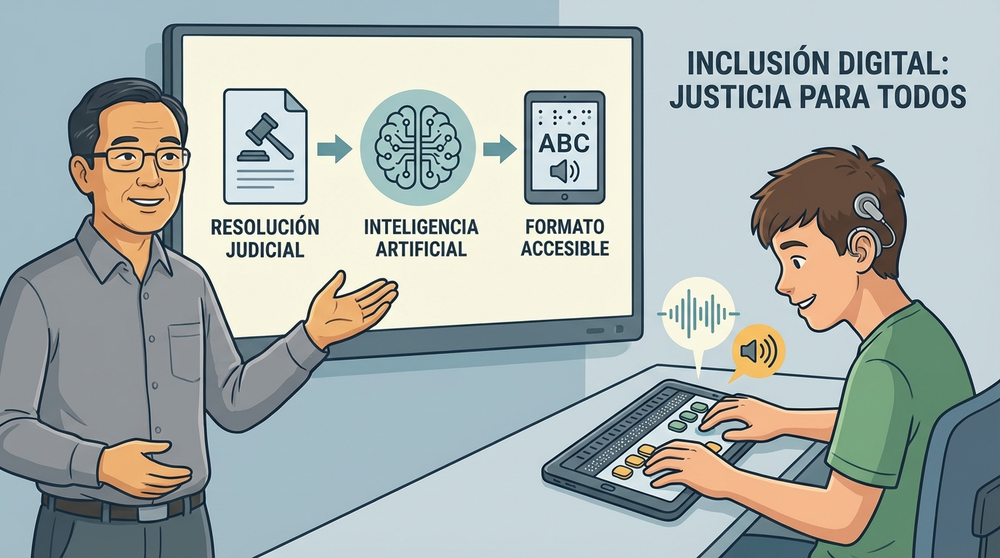 INCLUSIÓN DIGITAL:
JUSTICIA PARA TODOS
ABC
RESOLUCIÓN
JUDICIAL
INTELIGENCIA
ARTIFICIAL
FORMATO
ACCESIBLE